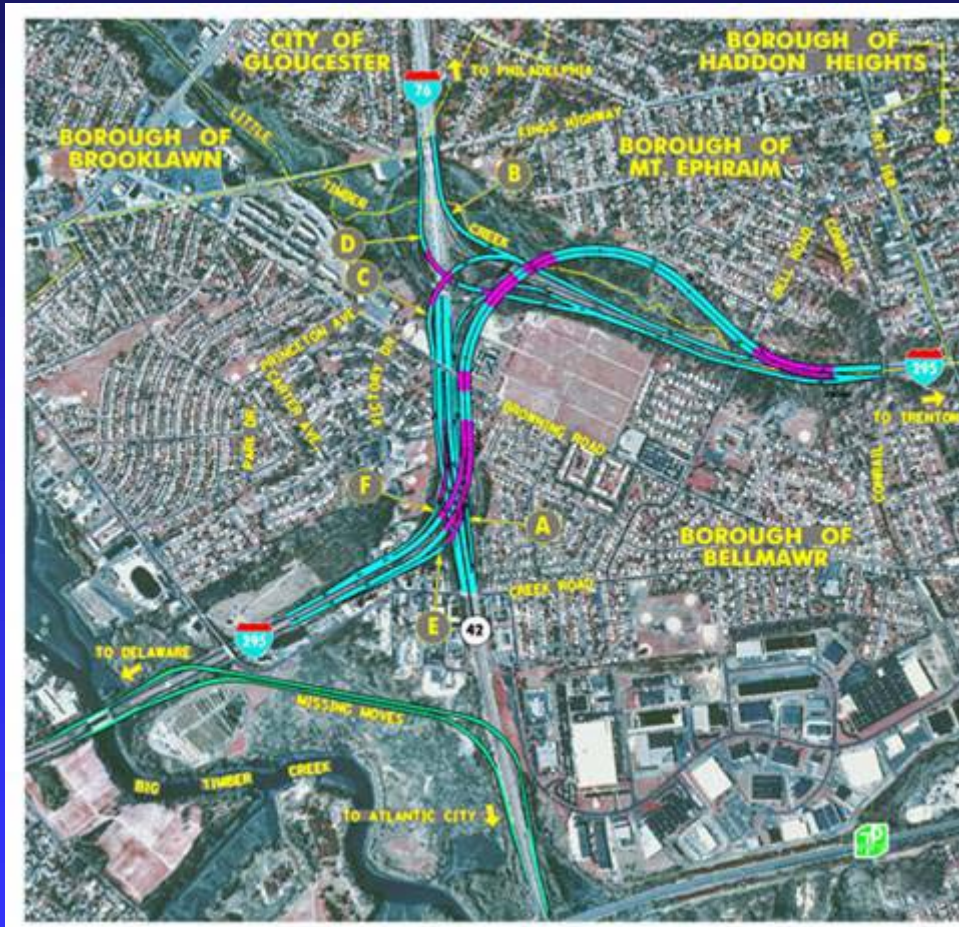 CITY OF
GLOUCESTER
76
TO PHILADELPHIA
BOROUGH OF
HADDON HEIGHTS
KINGS HIGHWAY
LITTLE
BOROUGH OF
BROOKLAWN
BOROUGH OF
MT. EPHRAIM
B
TIMBER
CREEK
D
C
BELL ROAD
CONRAIL
RT. 168
PRINCETON AVE.
CARTER AVE.
VICTORY DR
PARK DR
BROWNING ROAD
295
TO TRENTON
CONRAIL
F
A
BOROUGH OF
BELLMAWR
CREEK ROAD
E
42
295
TO DELAWARE
MISSING MOVES
BIG TIMBER CREEK
TO ATLANTIC CITY